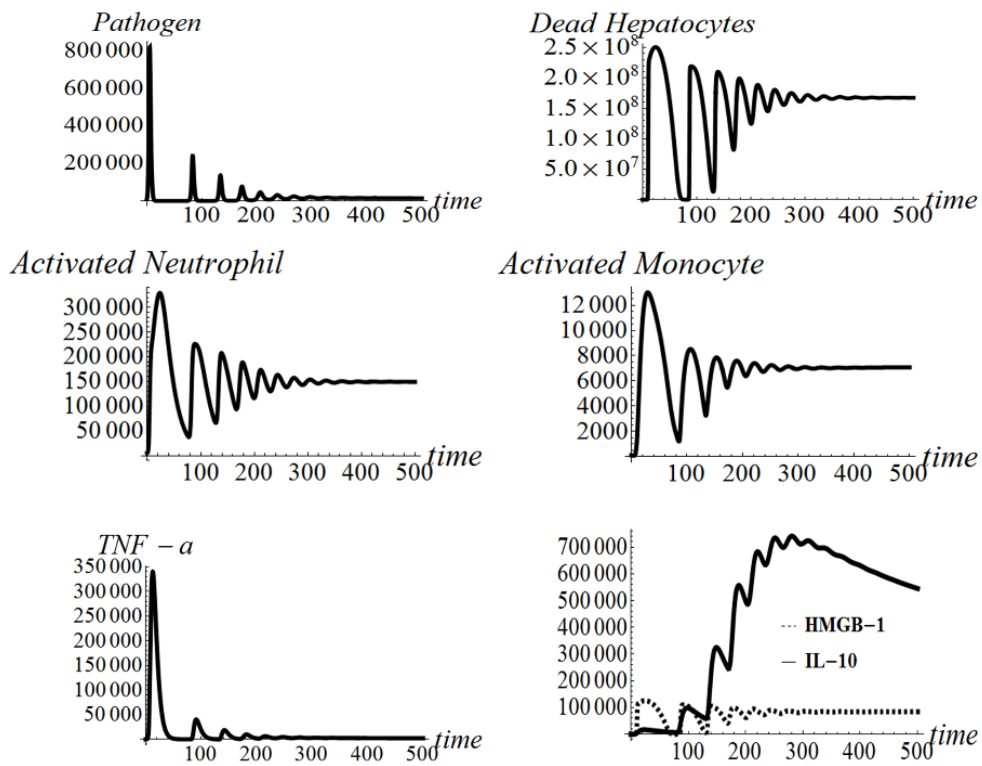 Pathogen
800 000
600 000
400 000
200 000
100 200 300 400 500 time
Dead Hepatocytes
2.5 × 10⁸
2.0 × 10⁸
1.5 × 10⁸
1.0 × 10⁸
5.0 × 10⁷
100 200 300 400 500 time
Activated Neutrophil
300 000
250 000
200 000
150 000
100 000
50 000
100 200 300 400 500 time
Activated Monocyte
12 000
10 000
8000
6000
4000
2000
100 200 300 400 500 time
TNF – a
350 000
300 000
250 000
200 000
150 000
100 000
50 000
100 200 300 400 500 time
700 000
600 000
500 000
400 000
300 000
200 000
100 000
HMGB–1
IL–10
100 200 300 400 500 time